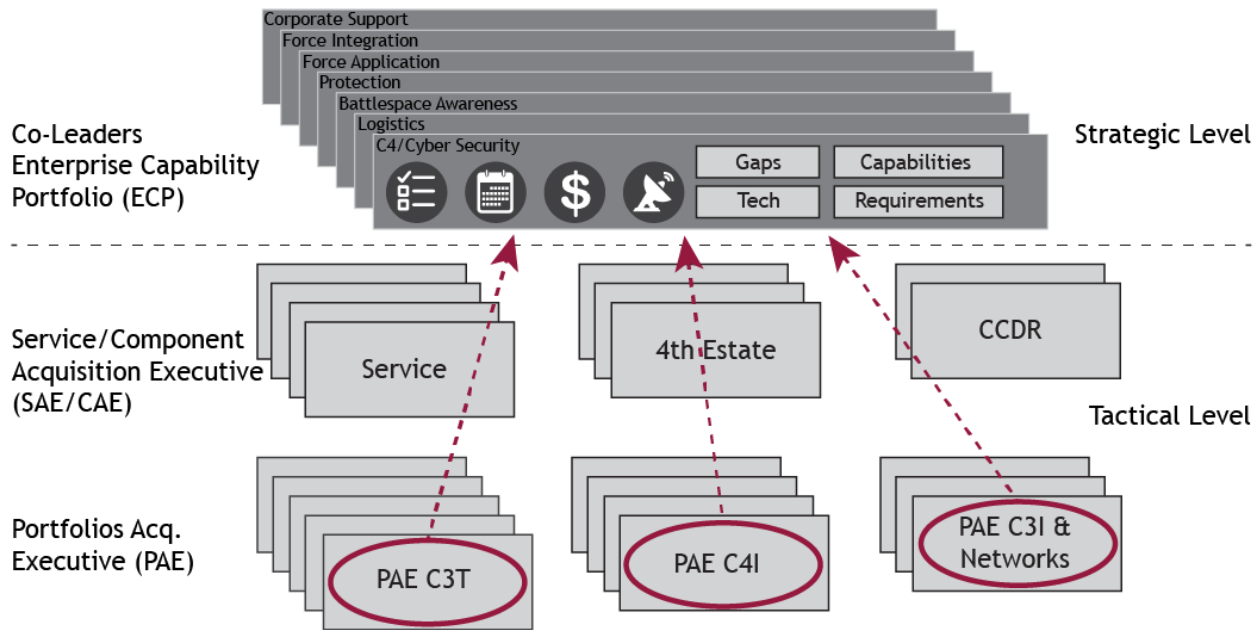 Corporate Support
Force Integration
Force Application
Protection
Battlespace Awareness
Logistics
C4/Cyber Security
Gaps
Capabilities
Tech
Requirements
Co-Leaders
Enterprise Capability
Portfolio (ECP)
Strategic Level
Service/Component
Acquisition Executive
(SAE/CAE)
Service
4th Estate
CCDR
Tactical Level
Portfolios Acq.
Executive (PAE)
PAE C3T
PAE C4I
PAE C3I &
Networks